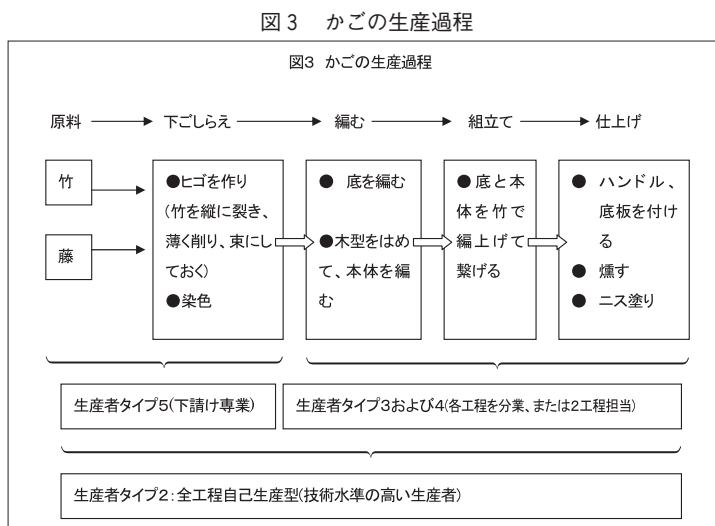 図3 かごの生産過程
図3 かごの生産過程
原料 下ごしらえ 編む 組立て 仕上げ
竹
藤
●ヒゴを作り
(竹を縦に裂き、
薄く削り、束にし
ておく)
●染色
● 底を編む
●木型をはめ
て、本体を編
む
●底と本
体を竹で
編上げて
繋げる
● ハンドル、
底板を付け
る
● 燻す
● ニス塗り
生産者タイプ5(下請け専業)
生産者タイプ3および4(各工程を分業、または2工程担当)
生産者タイプ2:全工程自己生産型(技術水準の高い生産者)